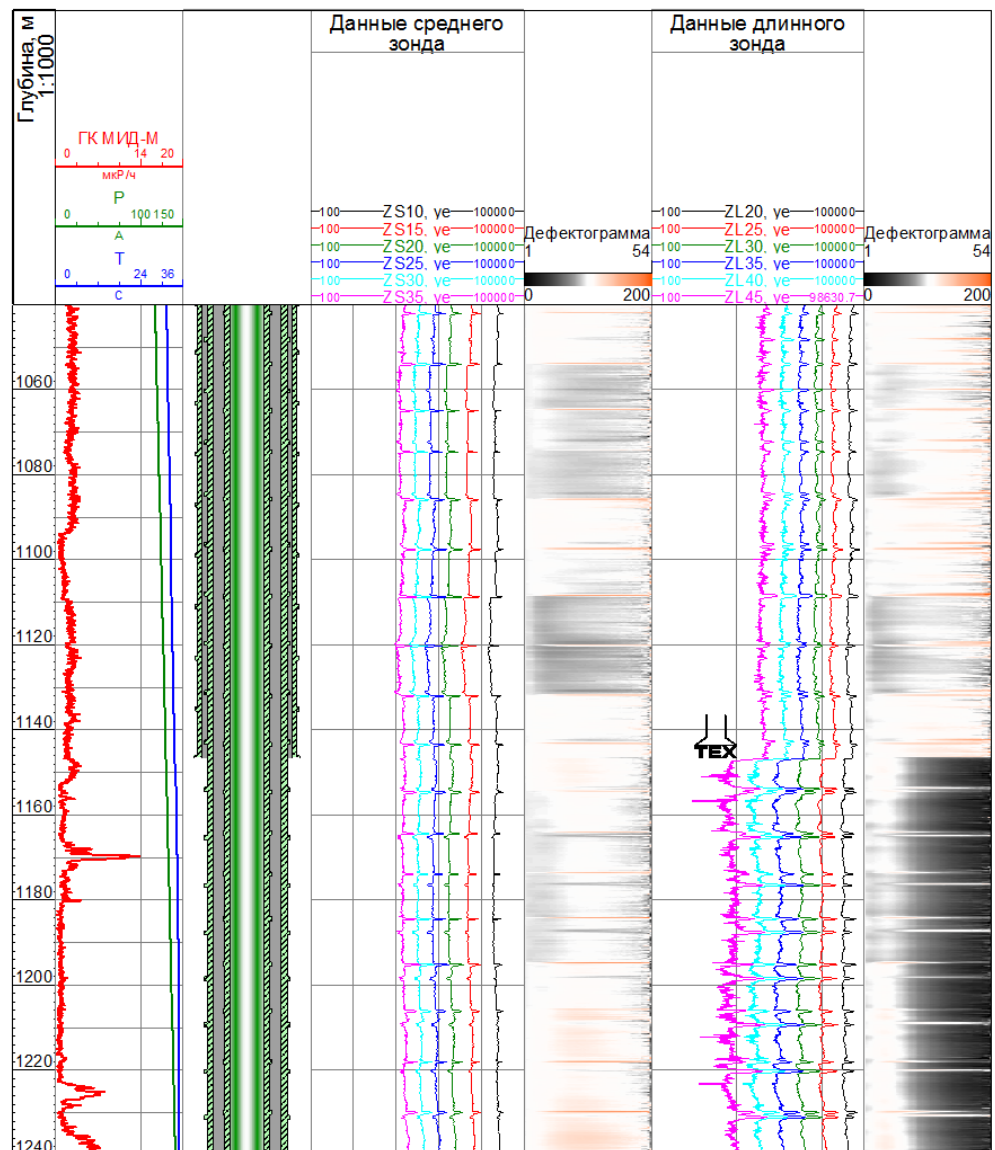 Глубина, м
1:1000
ГК МИД-М
0 14 20
мкР/ч
P
0 100 150
А
T
0 24 36
С
Данные среднего
зонда
100 ZS10, уе 100000
100 ZS15, уе 100000
100 ZS20, уе 100000
100 ZS25, уе 100000
100 ZS30, уе 100000
100 ZS35, уе 100000
Дефектограмма
1 54
0 200
Данные длинного
зонда
100 ZL20, уе 100000
100 ZL25, уе 100000
100 ZL30, уе 100000
100 ZL35, уе 100000
100 ZL40, уе 100000
100 ZL45, уе 98630.7
Дефектограмма
1 54
0 200
1060
1080
1100
1120
1140
ТЕХ
1160
1180
1200
1220
1240